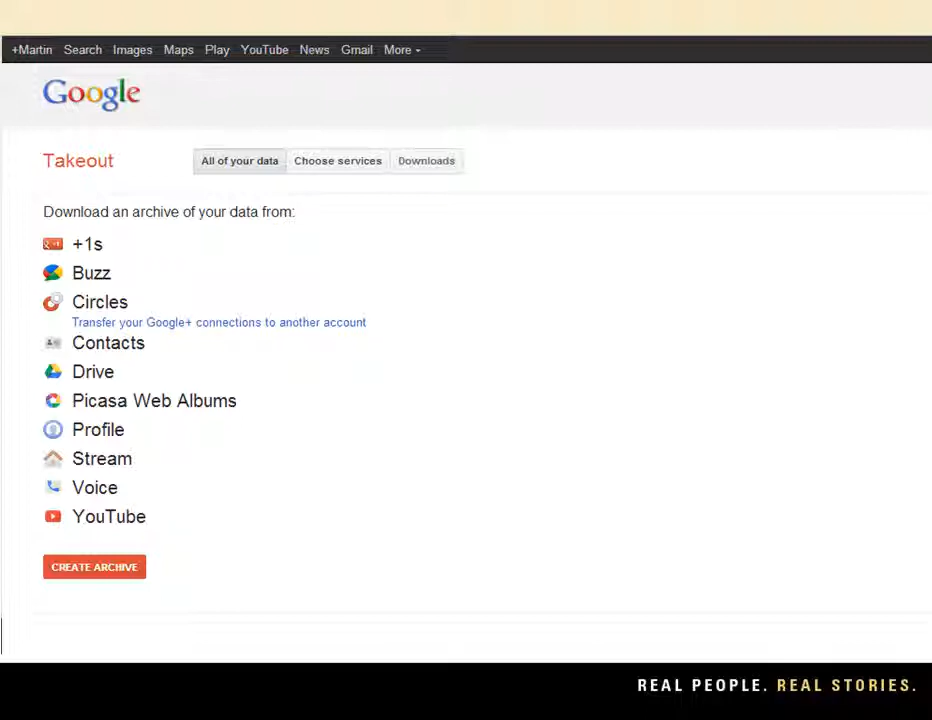 +Martin Search Images Maps Play YouTube News Gmail More
Google
Takeout All of your data Choose services Downloads
Download an archive of your data from:
+1s
Buzz
Circles
Transfer your Google+ connections to another account
Contacts
Drive
Picasa Web Albums
Profile
Stream
Voice
YouTube
CREATE ARCHIVE
REAL PEOPLE. REAL STORIES.